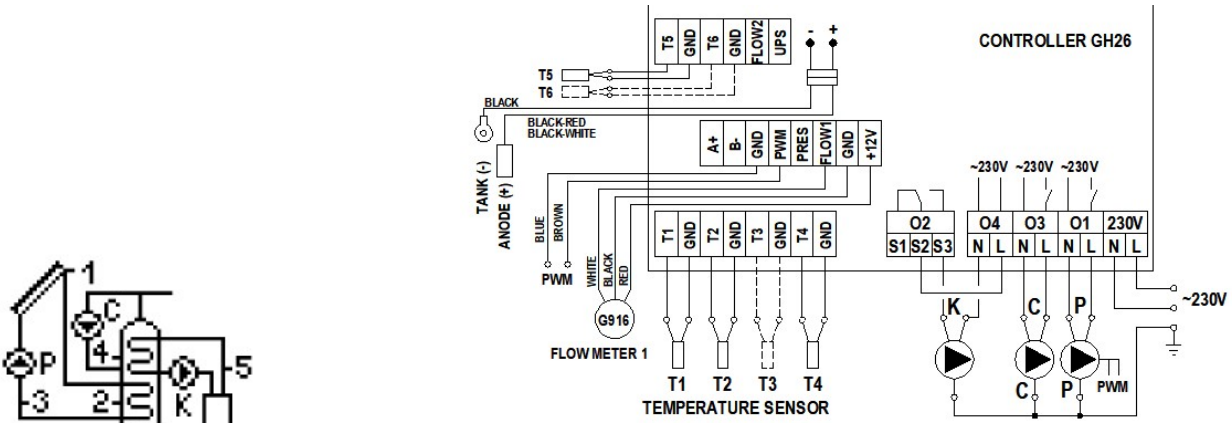 CONTROLLER GH26
T5 GND T6 GND FLOW2 UPS
- +
T5
T6
BLACK
BLACK-RED
BLACK-WHITE
TANK (-)
ANODE (+)
A+ B- GND PWM PRES FLOW1 GND +12V
BLUE
BROWN
PWM
WHITE
BLACK
RED
G916
FLOW METER 1
T1 GND T2 GND T3 GND T4 GND
T1 T2 T3 T4
TEMPERATURE SENSOR
~230V ~230V ~230V
O2 O4 O3 O1 230V
S1 S2 S3 N L N L N L N L
~230V
K C P
C P PWM
1
C
P 4 5
3 2 K